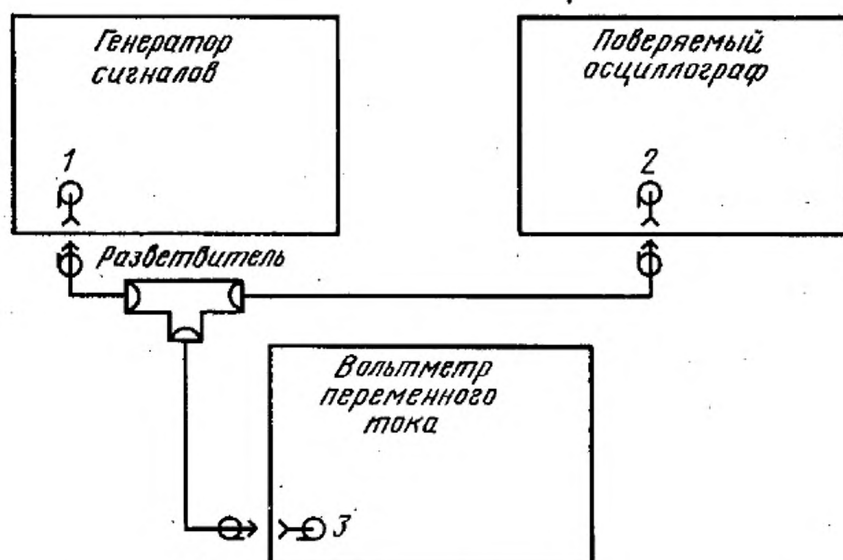 Генератор
сигналов
Поверяемый
осциллограф
1
2
Разветвитель
Вольтметр
переменного
тока
3